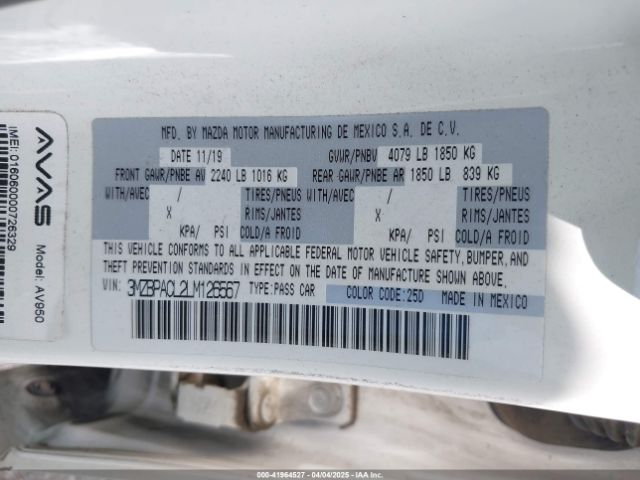 MFD. BY MAZDA MOTOR MANUFACTURING DE MEXICO S.A. DE C.V.
DATE 11/19 GVWR/PNBV 4079 LB 1850 KG
FRONT GAWR/PNBE AV 2240 LB 1016 KG REAR GAWR/PNBE AR 1850 LB 839 KG
WITH/AVEC / TIRES/PNEUS WITH/AVEC / TIRES/PNEUS
X RIMS/JANTES X RIMS/JANTES
KPA/ PSI COLD/A FROID KPA/ PSI COLD/A FROID
THIS VEHICLE CONFORMS TO ALL APPLICABLE FEDERAL MOTOR VEHICLE SAFETY, BUMPER, AND
THEFT PREVENTION STANDARDS IN EFFECT ON THE DATE OF MANUFACTURE SHOWN ABOVE.
VIN: 3MZBPACL2LM126567 TYPE:PASS CAR COLOR CODE:25D MADE IN MEXICO
AVAS Model: AV950
IMEI: 016060000726329
00-41964527 04/04/2025 Copyright IAA, Inc.